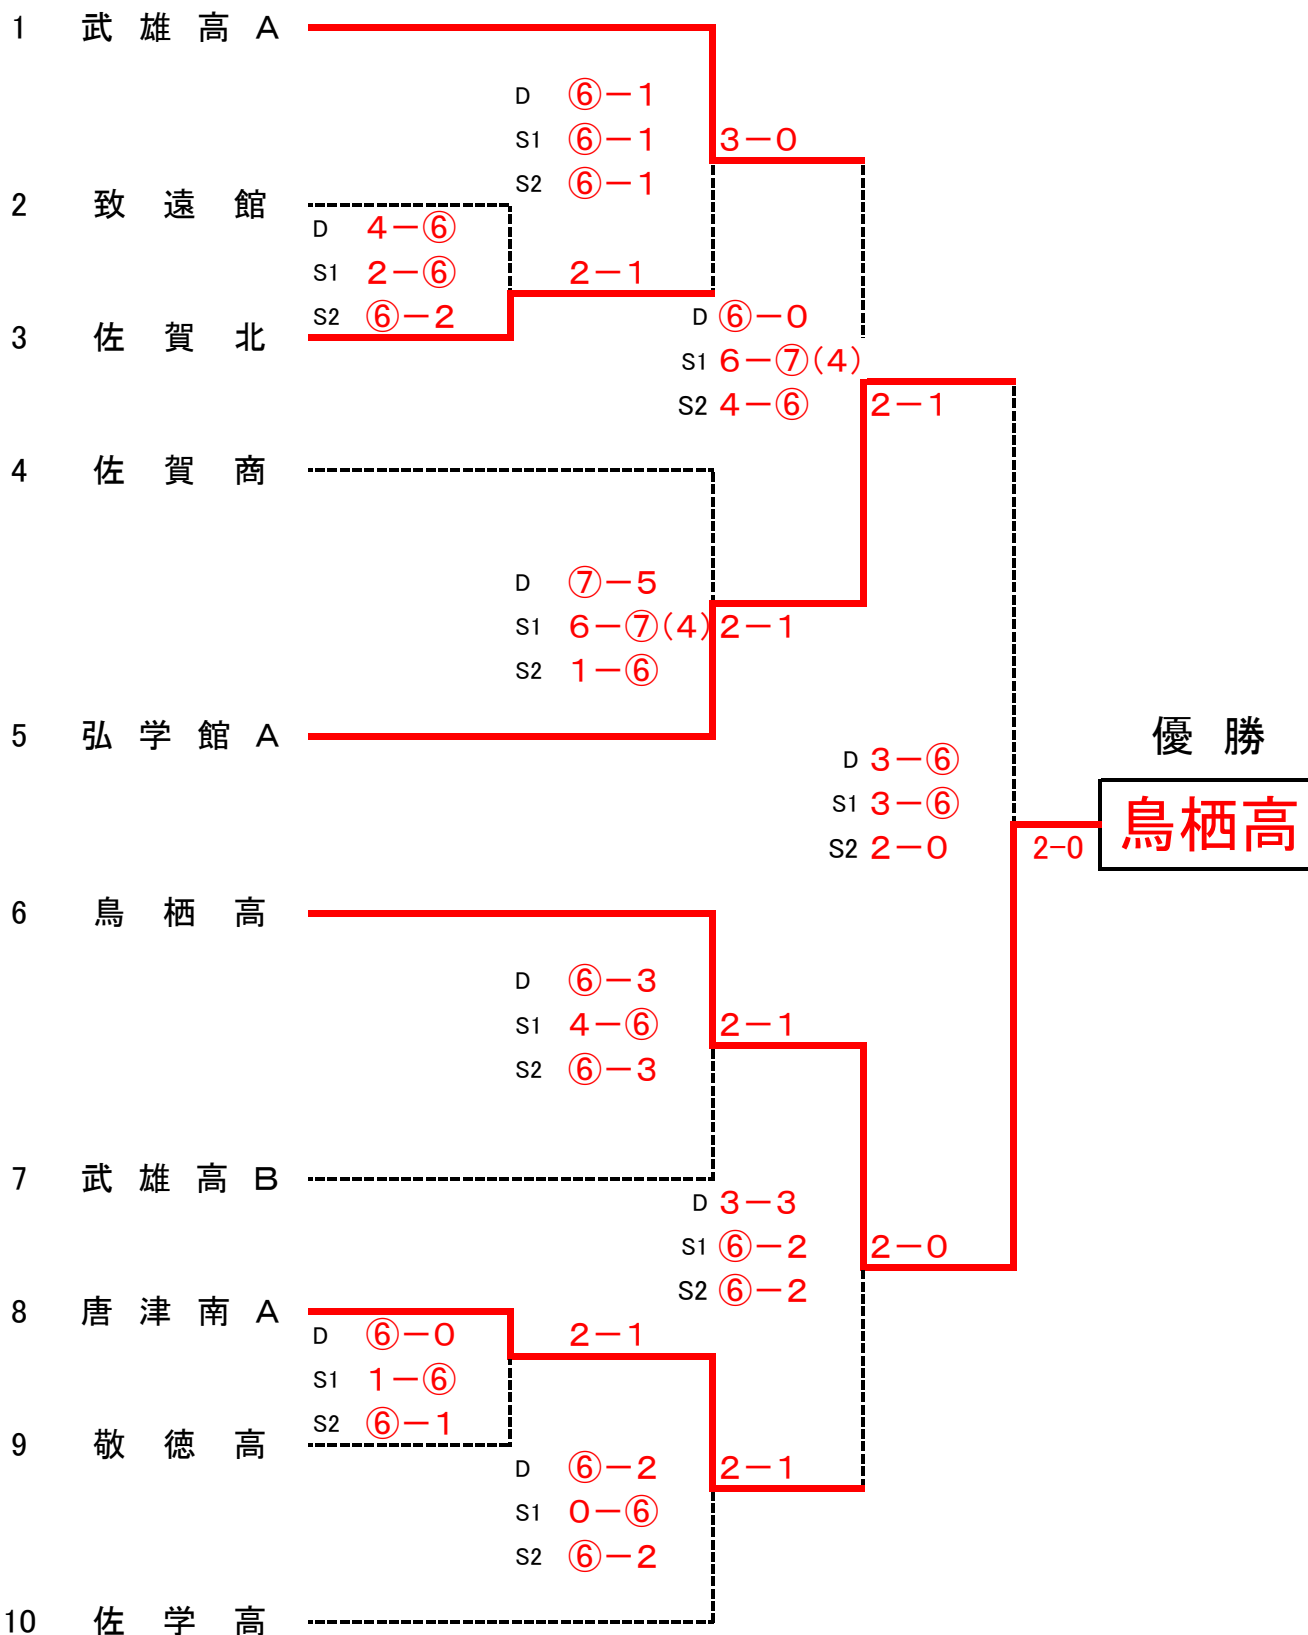 1 武雄高A
D ⑥－1
S1 ⑥－1
3－0
S2 ⑥－1
2 致遠館
D 4－⑥
S1 2－⑥
2－1
S2 ⑥－2
3 佐賀北
D ⑥－0
S1 6－⑦(4)
S2 4－⑥
2－1
4 佐賀商
D ⑦－5
S1 6－⑦(4)
2－1
S2 1－⑥
5 弘学館A
優勝
D 3－⑥
S1 3－⑥
S2 2－0
鳥栖高
2-0
6 鳥栖高
D ⑥－3
S1 4－⑥
2－1
S2 ⑥－3
7 武雄高B
D 3－3
S1 ⑥－2
2－0
S2 ⑥－2
8 唐津南A
D ⑥－0
2－1
S1 1－⑥
S2 ⑥－1
9 敬徳高
D ⑥－2
2－1
S1 0－⑥
S2 ⑥－2
10 佐学高